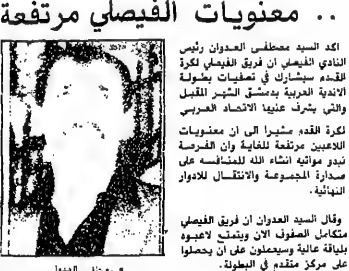 .. معنويات الفيصلي مرتفعة
اكد السيد مصطفى العدوان رئيس
النادي الفيصلي ان فريق الفيصلي لكرة
القدم سيشارك في تصفيات بطولة
الاندية العربية بدمشق الشهر المقبل
والتي يشرف عليها الاتحاد العربي
لكرة القدم مشيرا الى ان معنويات
اللاعبين مرتفعة للغاية وان الفرصة
تبدو مواتية انشاء الله للمنافسة على
صدارة المجموعة والانتقال للادوار
النهائية .
وقال السيد العدوان ان فريق الفيصلي
متكامل الصفوف الان ويتمتع لاعبوه
بلياقة عالية وسيعملون على ان يحصلوا
على مركز متقدم في البطولة .